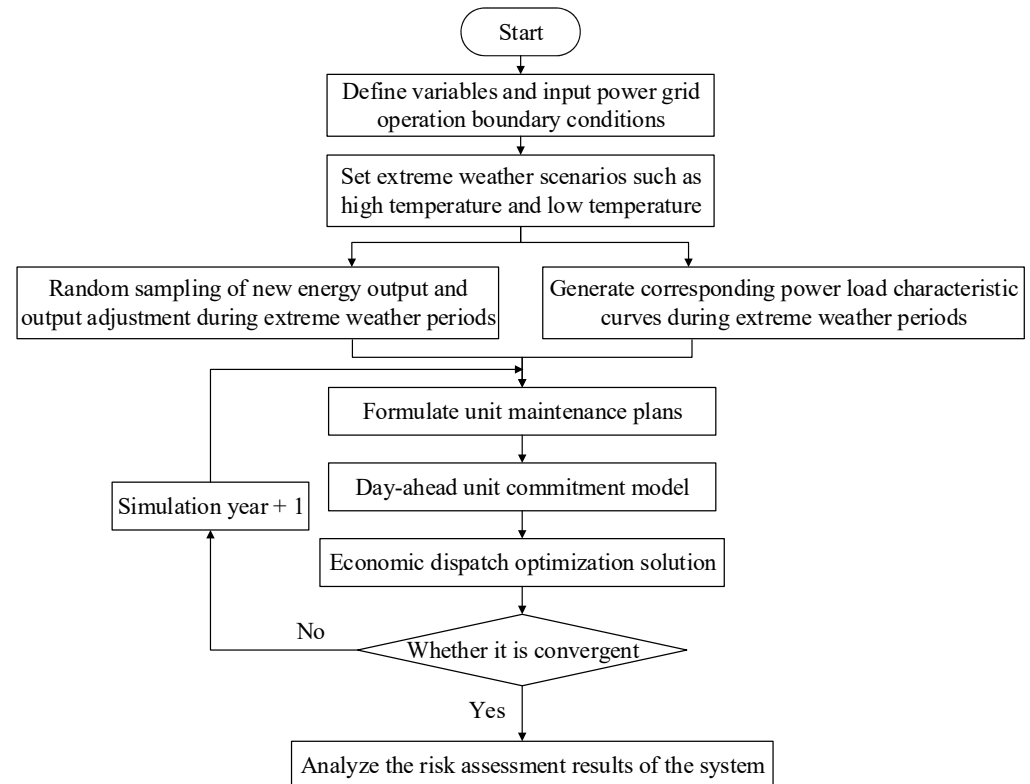 Start
Define variables and input power grid
operation boundary conditions
Set extreme weather scenarios such as
high temperature and low temperature
Random sampling of new energy output and
output adjustment during extreme weather periods
Generate corresponding power load characteristic
curves during extreme weather periods
Formulate unit maintenance plans
Day-ahead unit commitment model
Simulation year + 1
Economic dispatch optimization solution
No
Whether it is convergent
Yes
Analyze the risk assessment results of the system